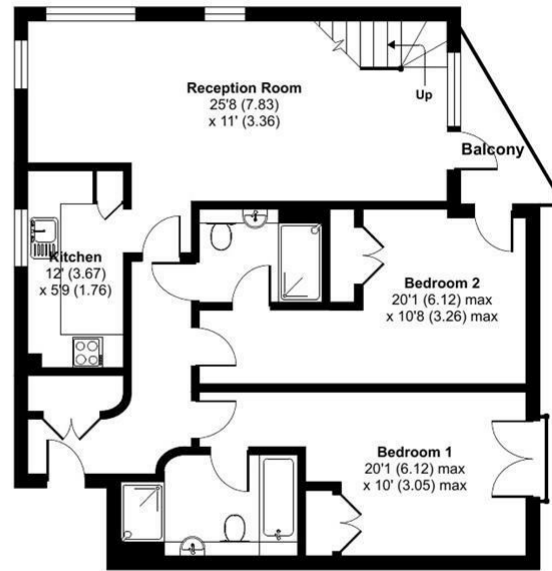 Reception Room
25'8 (7.83)
x 11' (3.36)
Up
Balcony
Kitchen
12' (3.67)
x 5'9 (1.76)
Bedroom 2
20'1 (6.12) max
x 10'8 (3.26) max
Bedroom 1
20'1 (6.12) max
x 10' (3.05) max